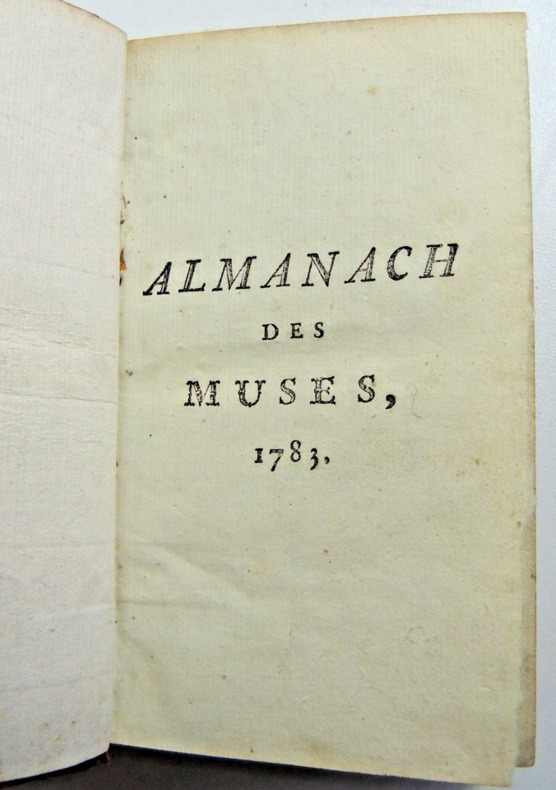 ALMANACH
DES
MUSES,
1783.